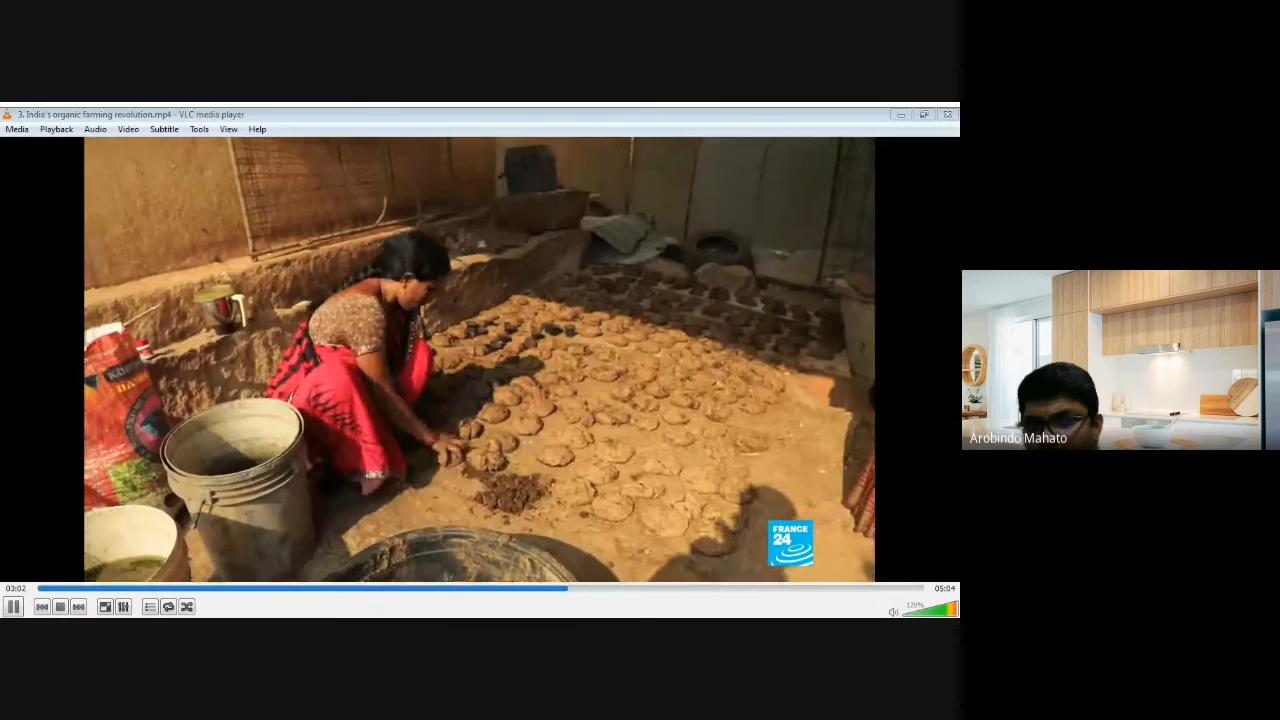 3. India's organic farming revolution.mp4 - VLC media player
Media Playback Audio Video Subtitle Tools View Help
FRANCE
24
Arobindo Mahato
03:02
05:04
120%